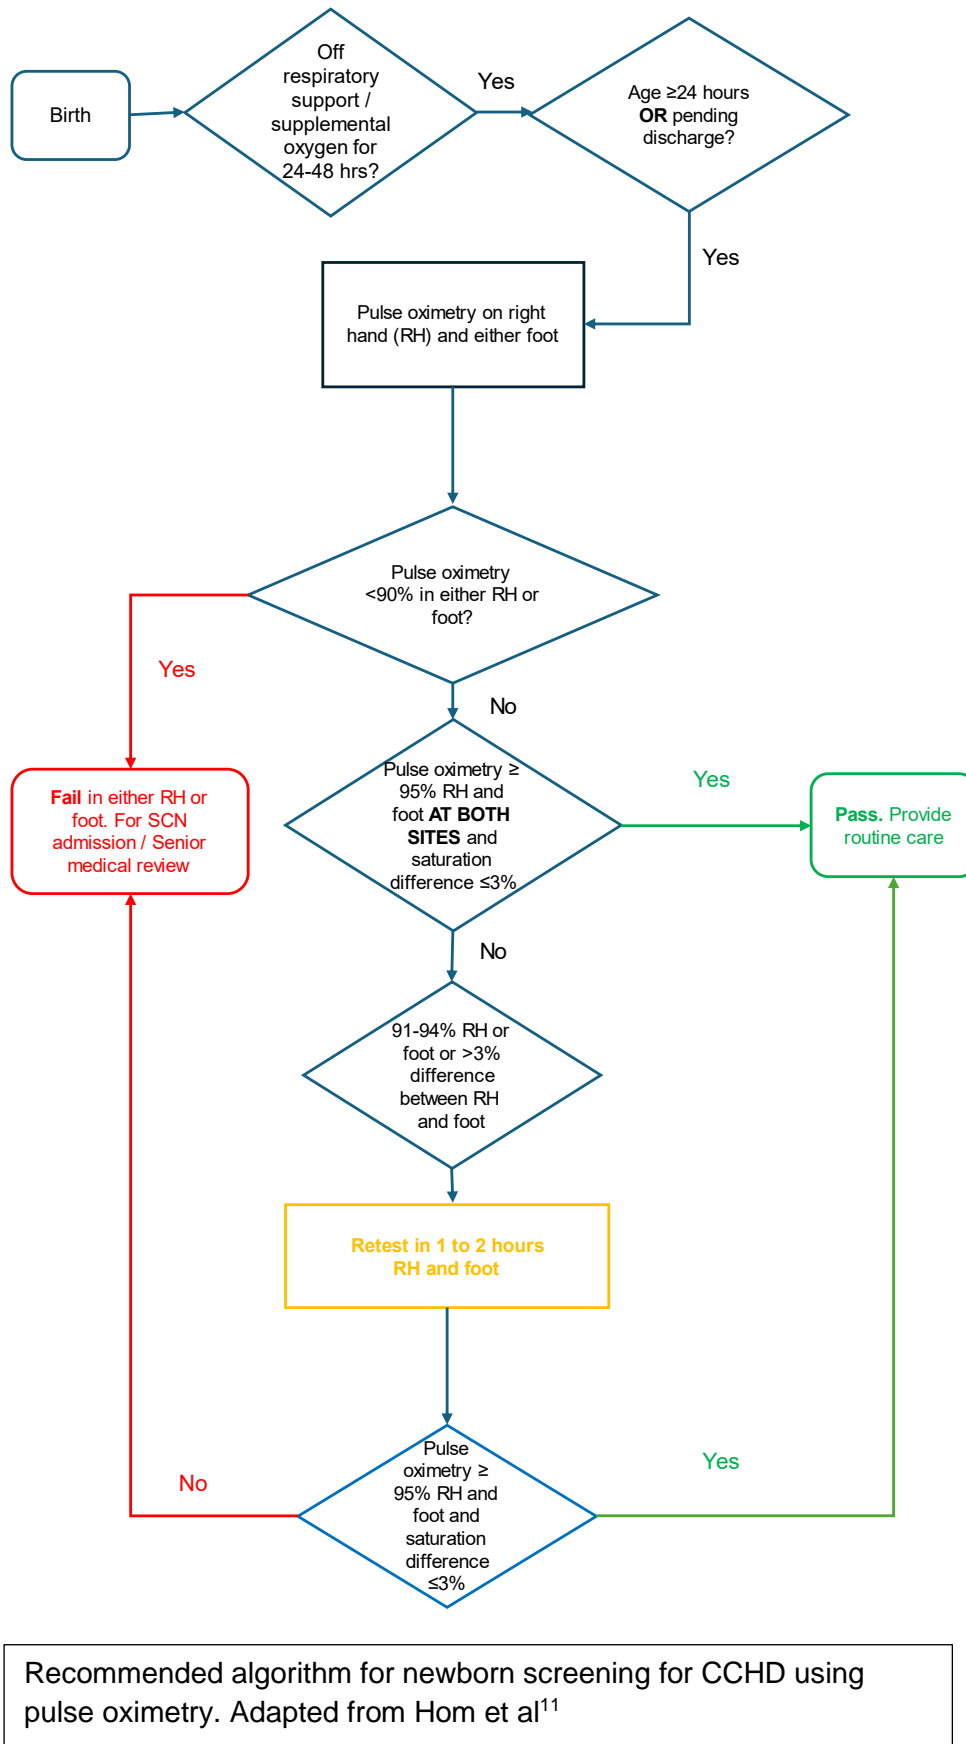 Birth
Off
respiratory
support /
supplemental
oxygen for
24-48 hrs?
Yes
Age ≥24 hours
OR pending
discharge?
Yes
Pulse oximetry on right
hand (RH) and either foot
Pulse oximetry
<90% in either RH or
foot?
Yes
No
Fail in either RH or
foot. For SCN
admission / Senior
medical review
Pulse oximetry ≥
95% RH and
foot AT BOTH
SITES and
saturation
difference ≤3%
Yes
Pass. Provide
routine care
No
91-94% RH or
foot or >3%
difference
between RH
and foot
Retest in 1 to 2 hours
RH and foot
Pulse
oximetry ≥
95% RH and
foot and
saturation
difference
≤3%
No
Yes
Recommended algorithm for newborn screening for CCHD using
pulse oximetry. Adapted from Hom et al¹¹